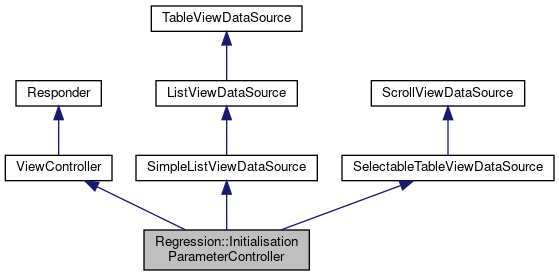 TableViewDataSource
Responder
ListViewDataSource
ScrollViewDataSource
ViewController
SimpleListViewDataSource
SelectableTableViewDataSource
Regression::Initialisation
ParameterController